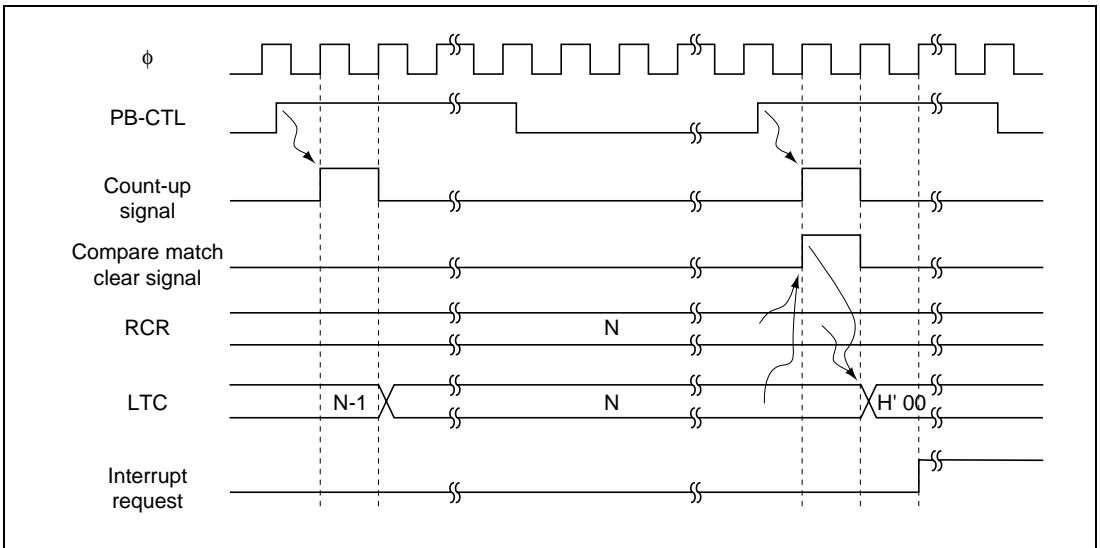 ϕ
PB-CTL
Count-up
signal
Compare match
clear signal
RCR
N
LTC
N-1
N
H' 00
Interrupt
request